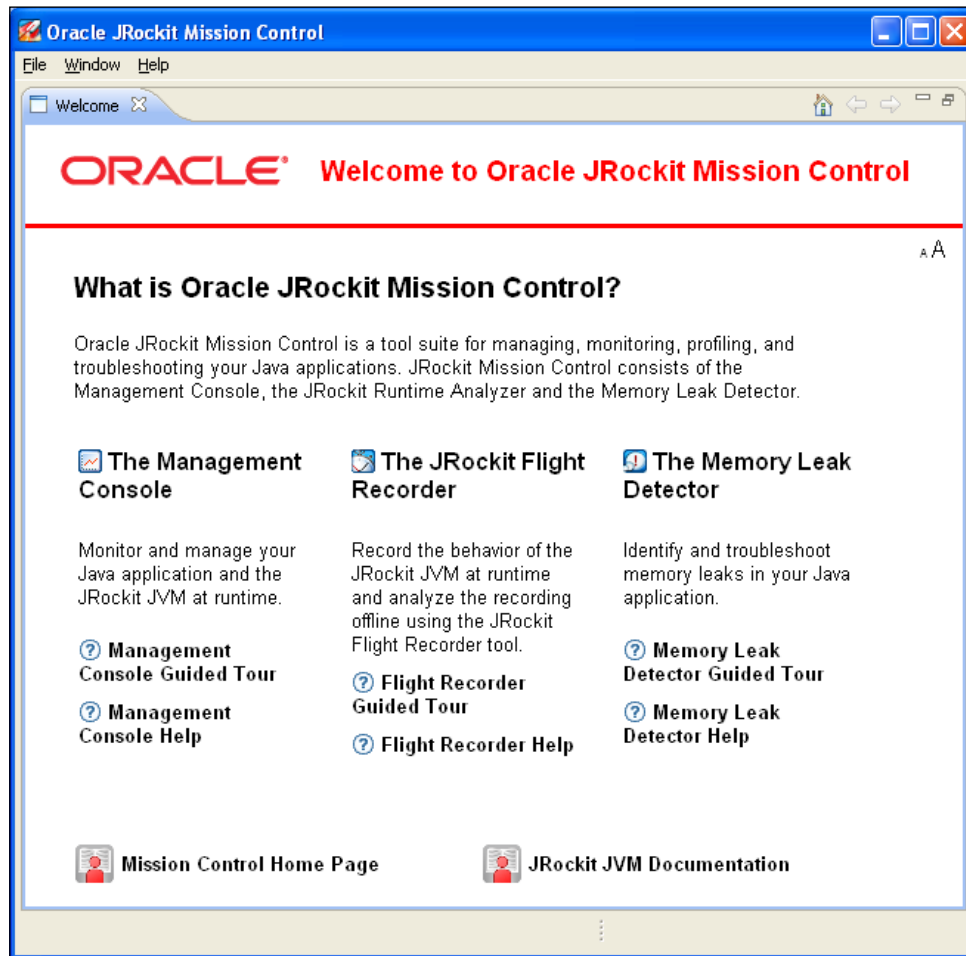 Oracle JRockit Mission Control
File Window Help
Welcome
ORACLE Welcome to Oracle JRockit Mission Control
A A
What is Oracle JRockit Mission Control?
Oracle JRockit Mission Control is a tool suite for managing, monitoring, profiling, and
troubleshooting your Java applications. JRockit Mission Control consists of the
Management Console, the JRockit Runtime Analyzer and the Memory Leak Detector.
The Management
Console
Monitor and manage your
Java application and the
JRockit JVM at runtime.
Management
Console Guided Tour
Management
Console Help
The JRockit Flight
Recorder
Record the behavior of the
JRockit JVM at runtime
and analyze the recording
offline using the JRockit
Flight Recorder tool.
Flight Recorder
Guided Tour
Flight Recorder Help
The Memory Leak
Detector
Identify and troubleshoot
memory leaks in your Java
application.
Memory Leak
Detector Guided Tour
Memory Leak
Detector Help
Mission Control Home Page
JRockit JVM Documentation